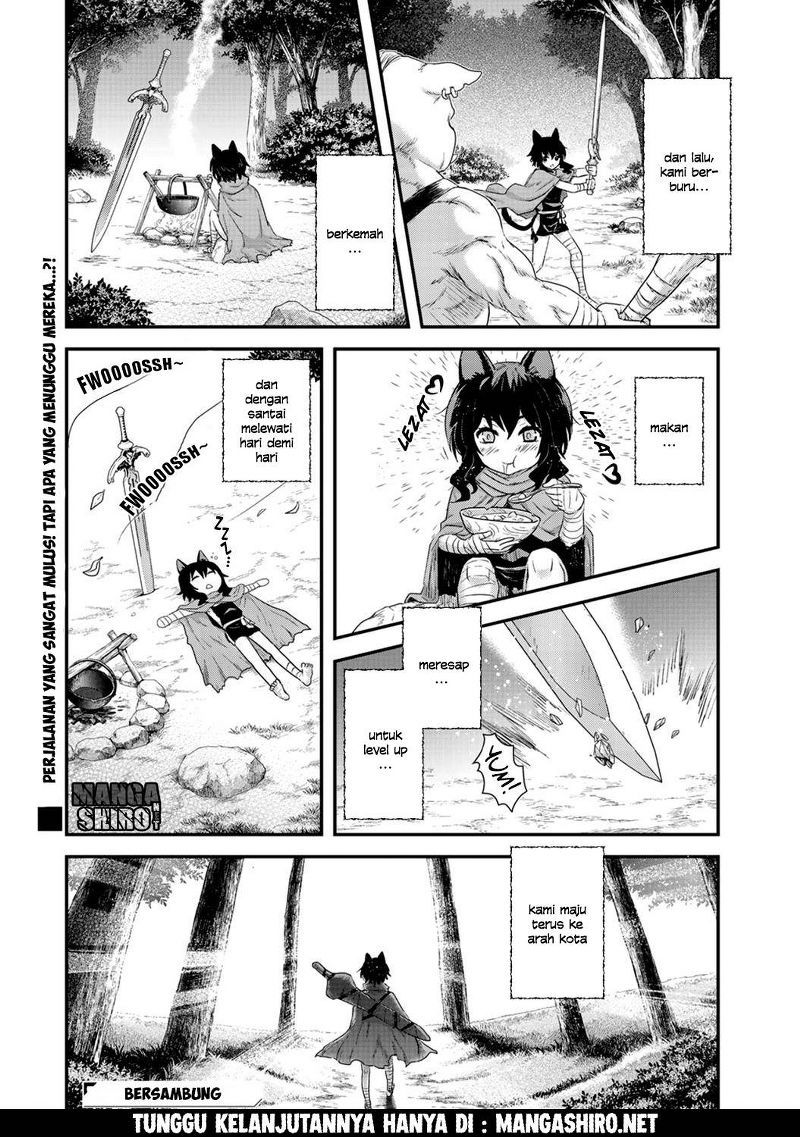 dan lalu,
kami ber-
buru...
berkemah
...
makan
...
LEZAT♡
LEZAT♡
meresap
...
untuk
level up
YUM!
dan
dengan
santai
melewati
hari demi
hari
FWOOOOSSH~
FWOOOOSSH~
Z Z Z...
MANGA
SHIRO.NET
kami maju
terus ke
arah kota
PERJALANAN YANG SANGAT MULUS! TAPI APA YANG MENUNGGU MEREKA...?!
BERSAMBUNG
TUNGGU KELANJUTANNYA HANYA DI : MANGASHIRO.NET